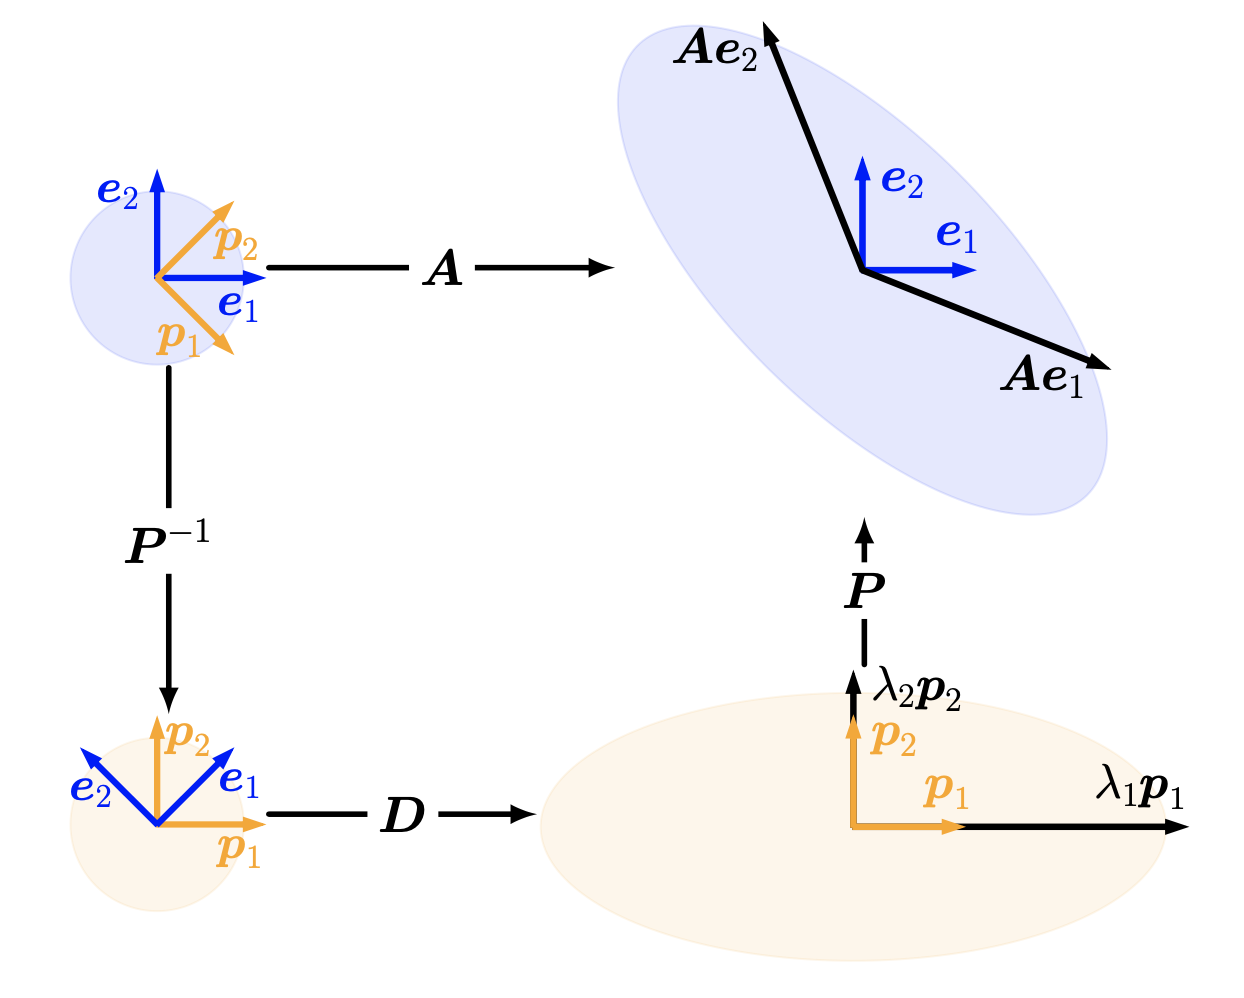 Ae₂
e₂
p₂
e₂
A
e₁
e₁
p₁
Ae₁
P⁻¹
P
λ₂p₂
p₂
p₂
e₂
e₁
p₁
λ₁p₁
D
p₁